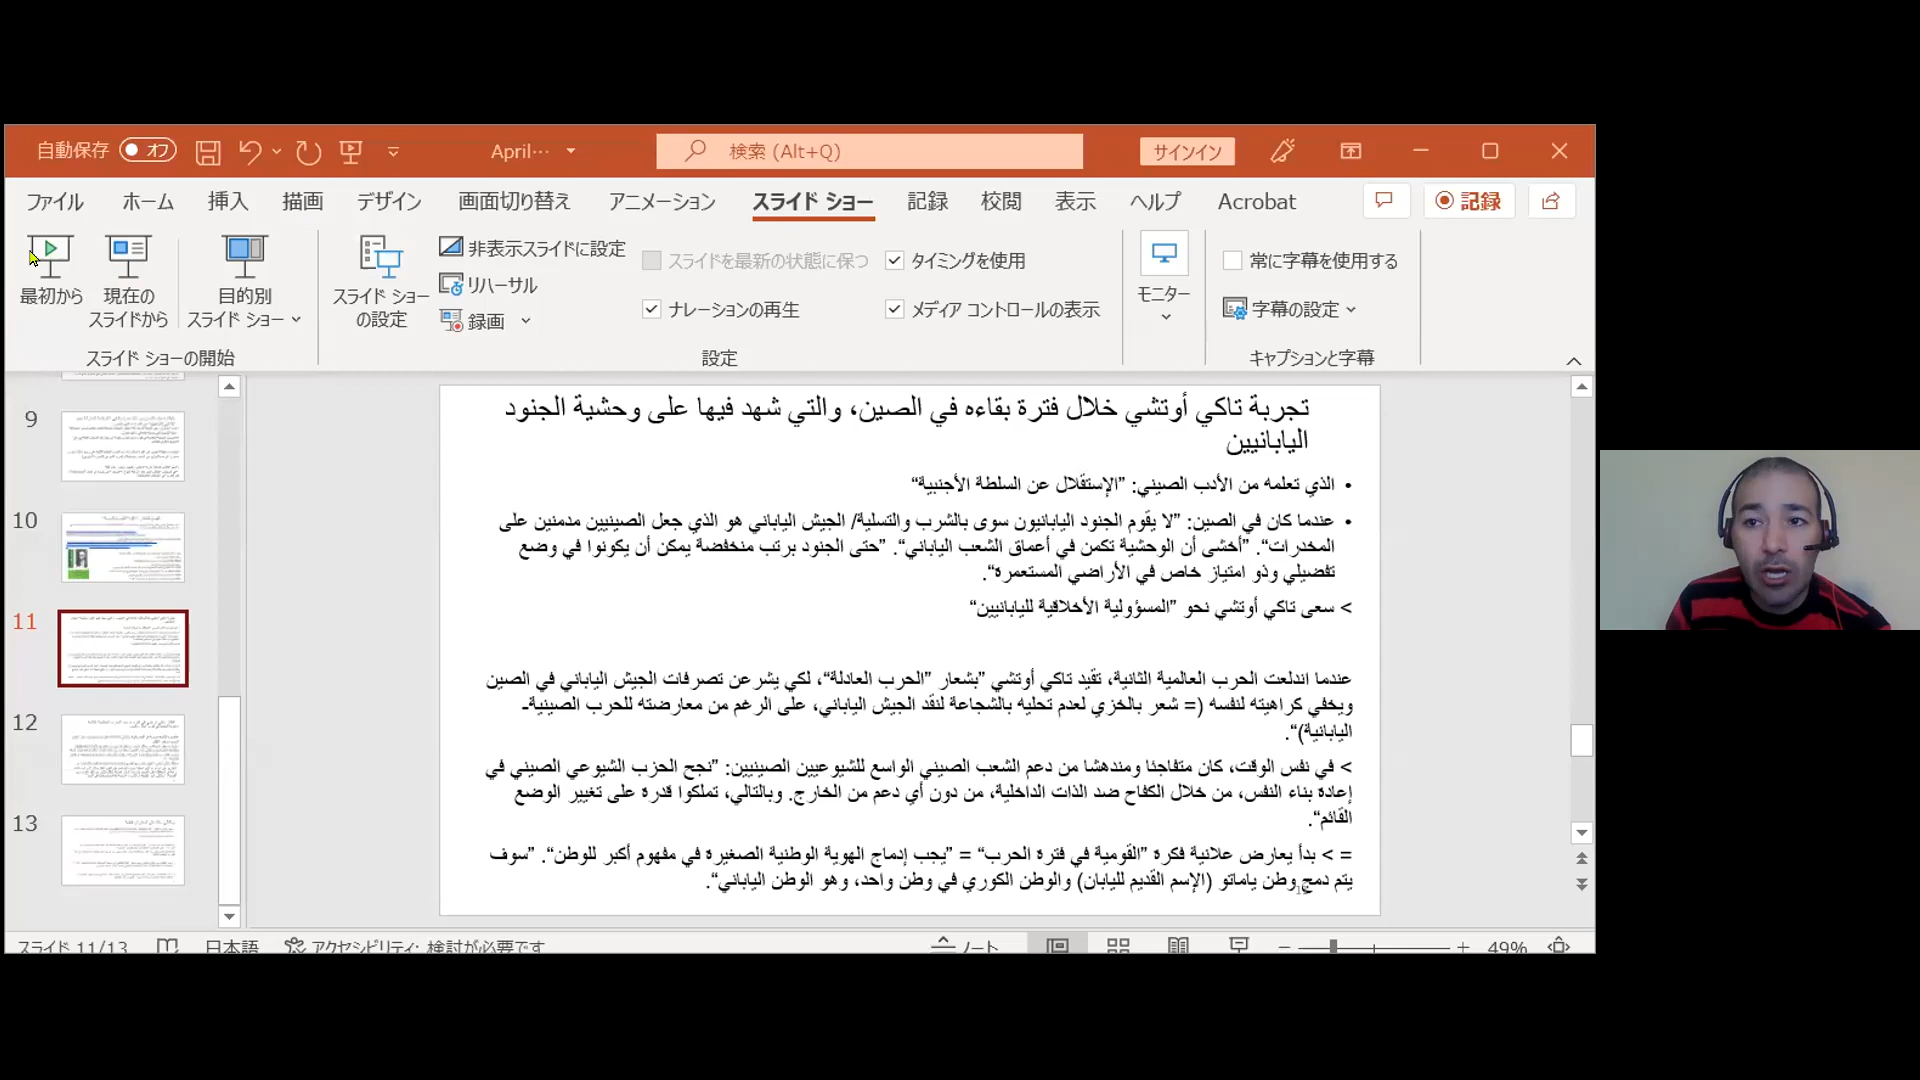 自動保存 オフ April… 検索 (Alt+Q) サインイン
ファイル ホーム 挿入 描画 デザイン 画面切り替え アニメーション スライド ショー 記録 校閲 表示 ヘルプ Acrobat 記録
最初から
現在の
スライドから
目的別
スライド ショー
スライド ショーの開始
スライド ショー
の設定
非表示スライドに設定
リハーサル
録画
スライドを最新の状態に保つ
ナレーションの再生
タイミングを使用
メディア コントロールの表示
設定
モニター
常に字幕を使用する
字幕の設定
キャプションと字幕
9
10
11
12
13
تجربة تاكي أوتشي خلال فترة بقاءه في الصين، والتي شهد فيها على وحشية الجنود
اليابانيين
• الذي تعلمه من الأدب الصيني: ”الإستقلال عن السلطة الأجنبية“
• عندما كان في الصين: ”لا يقوم الجنود اليابانيون سوى بالشرب والتسلية/ الجيش الياباني هو الذي جعل الصينيين مدمنين على
المخدرات“. ”أخشى أن الوحشية تكمن في أعماق الشعب الياباني“. ”حتى الجنود برتب منخفضة يمكن أن يكونوا في وضع
تفضيلي وذو امتياز خاص في الأراضي المستعمرة“.
> سعى تاكي أوتشي نحو ”المسؤولية الأخلاقية لليابانيين“
عندما اندلعت الحرب العالمية الثانية، تقيد تاكي أوتشي ”بشعار ”الحرب العادلة“، لكي يشرعن تصرفات الجيش الياباني في الصين
ويخفي كراهيته لنفسه (= شعر بالخزي لعدم تحليه بالشجاعة لنقد الجيش الياباني، على الرغم من معارضته للحرب الصينية-
اليابانية)“.
> في نفس الوقت، كان متفاجئا ومندهشا من دعم الشعب الصيني الواسع للشيوعيين الصينيين: ”نجح الحزب الشيوعي الصيني في
إعادة بناء النفس، من خلال الكفاح ضد الذات الداخلية، من دون أي دعم من الخارج. وبالتالي، تملكوا قدرة على تغيير الوضع
القائم“.
= > بدأ يعارض علانية فكرة ”القومية في فترة الحرب“ = ”يجب إدماج الهوية الوطنية الصغيرة في مفهوم أكبر للوطن“. ”سوف
يتم دمج وطن ياماتو (الإسم القديم لليابان) والوطن الكوري في وطن واحد، وهو الوطن الياباني“.
スライド 11/13 日本語 アクセシビリティ: 検討が必要です ノート 49%